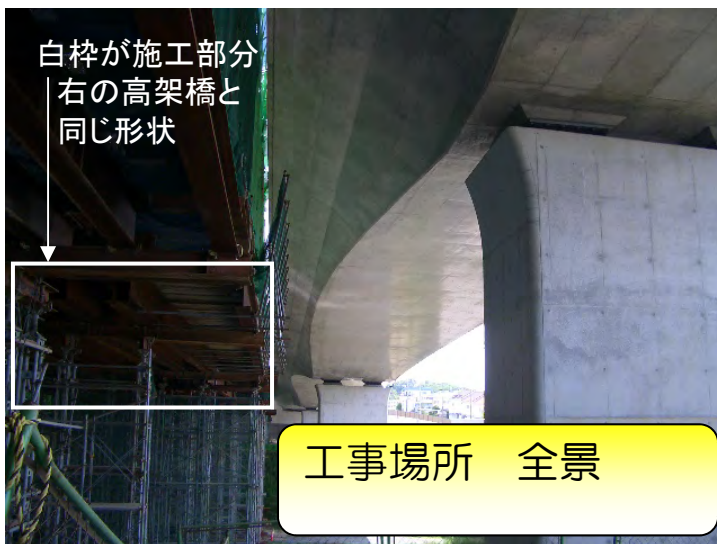 白枠が施工部分
右の高架橋と
同じ形状
工事場所　全景